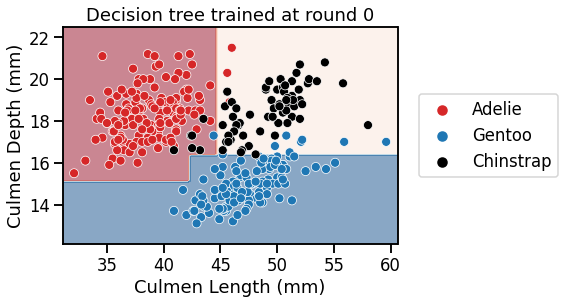 Decision tree trained at round 0
Culmen Depth (mm)
22
20
18
16
14
35
40
45
50
55
60
Culmen Length (mm)
Adelie
Gentoo
Chinstrap